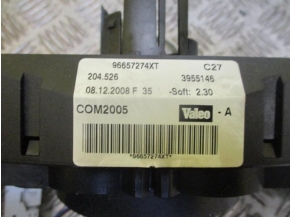 96657274XT C27
204.526 3955146
08.12.2008 F 35 -Soft: 2.30
COM2005 Valeo - A
*96657274XT*